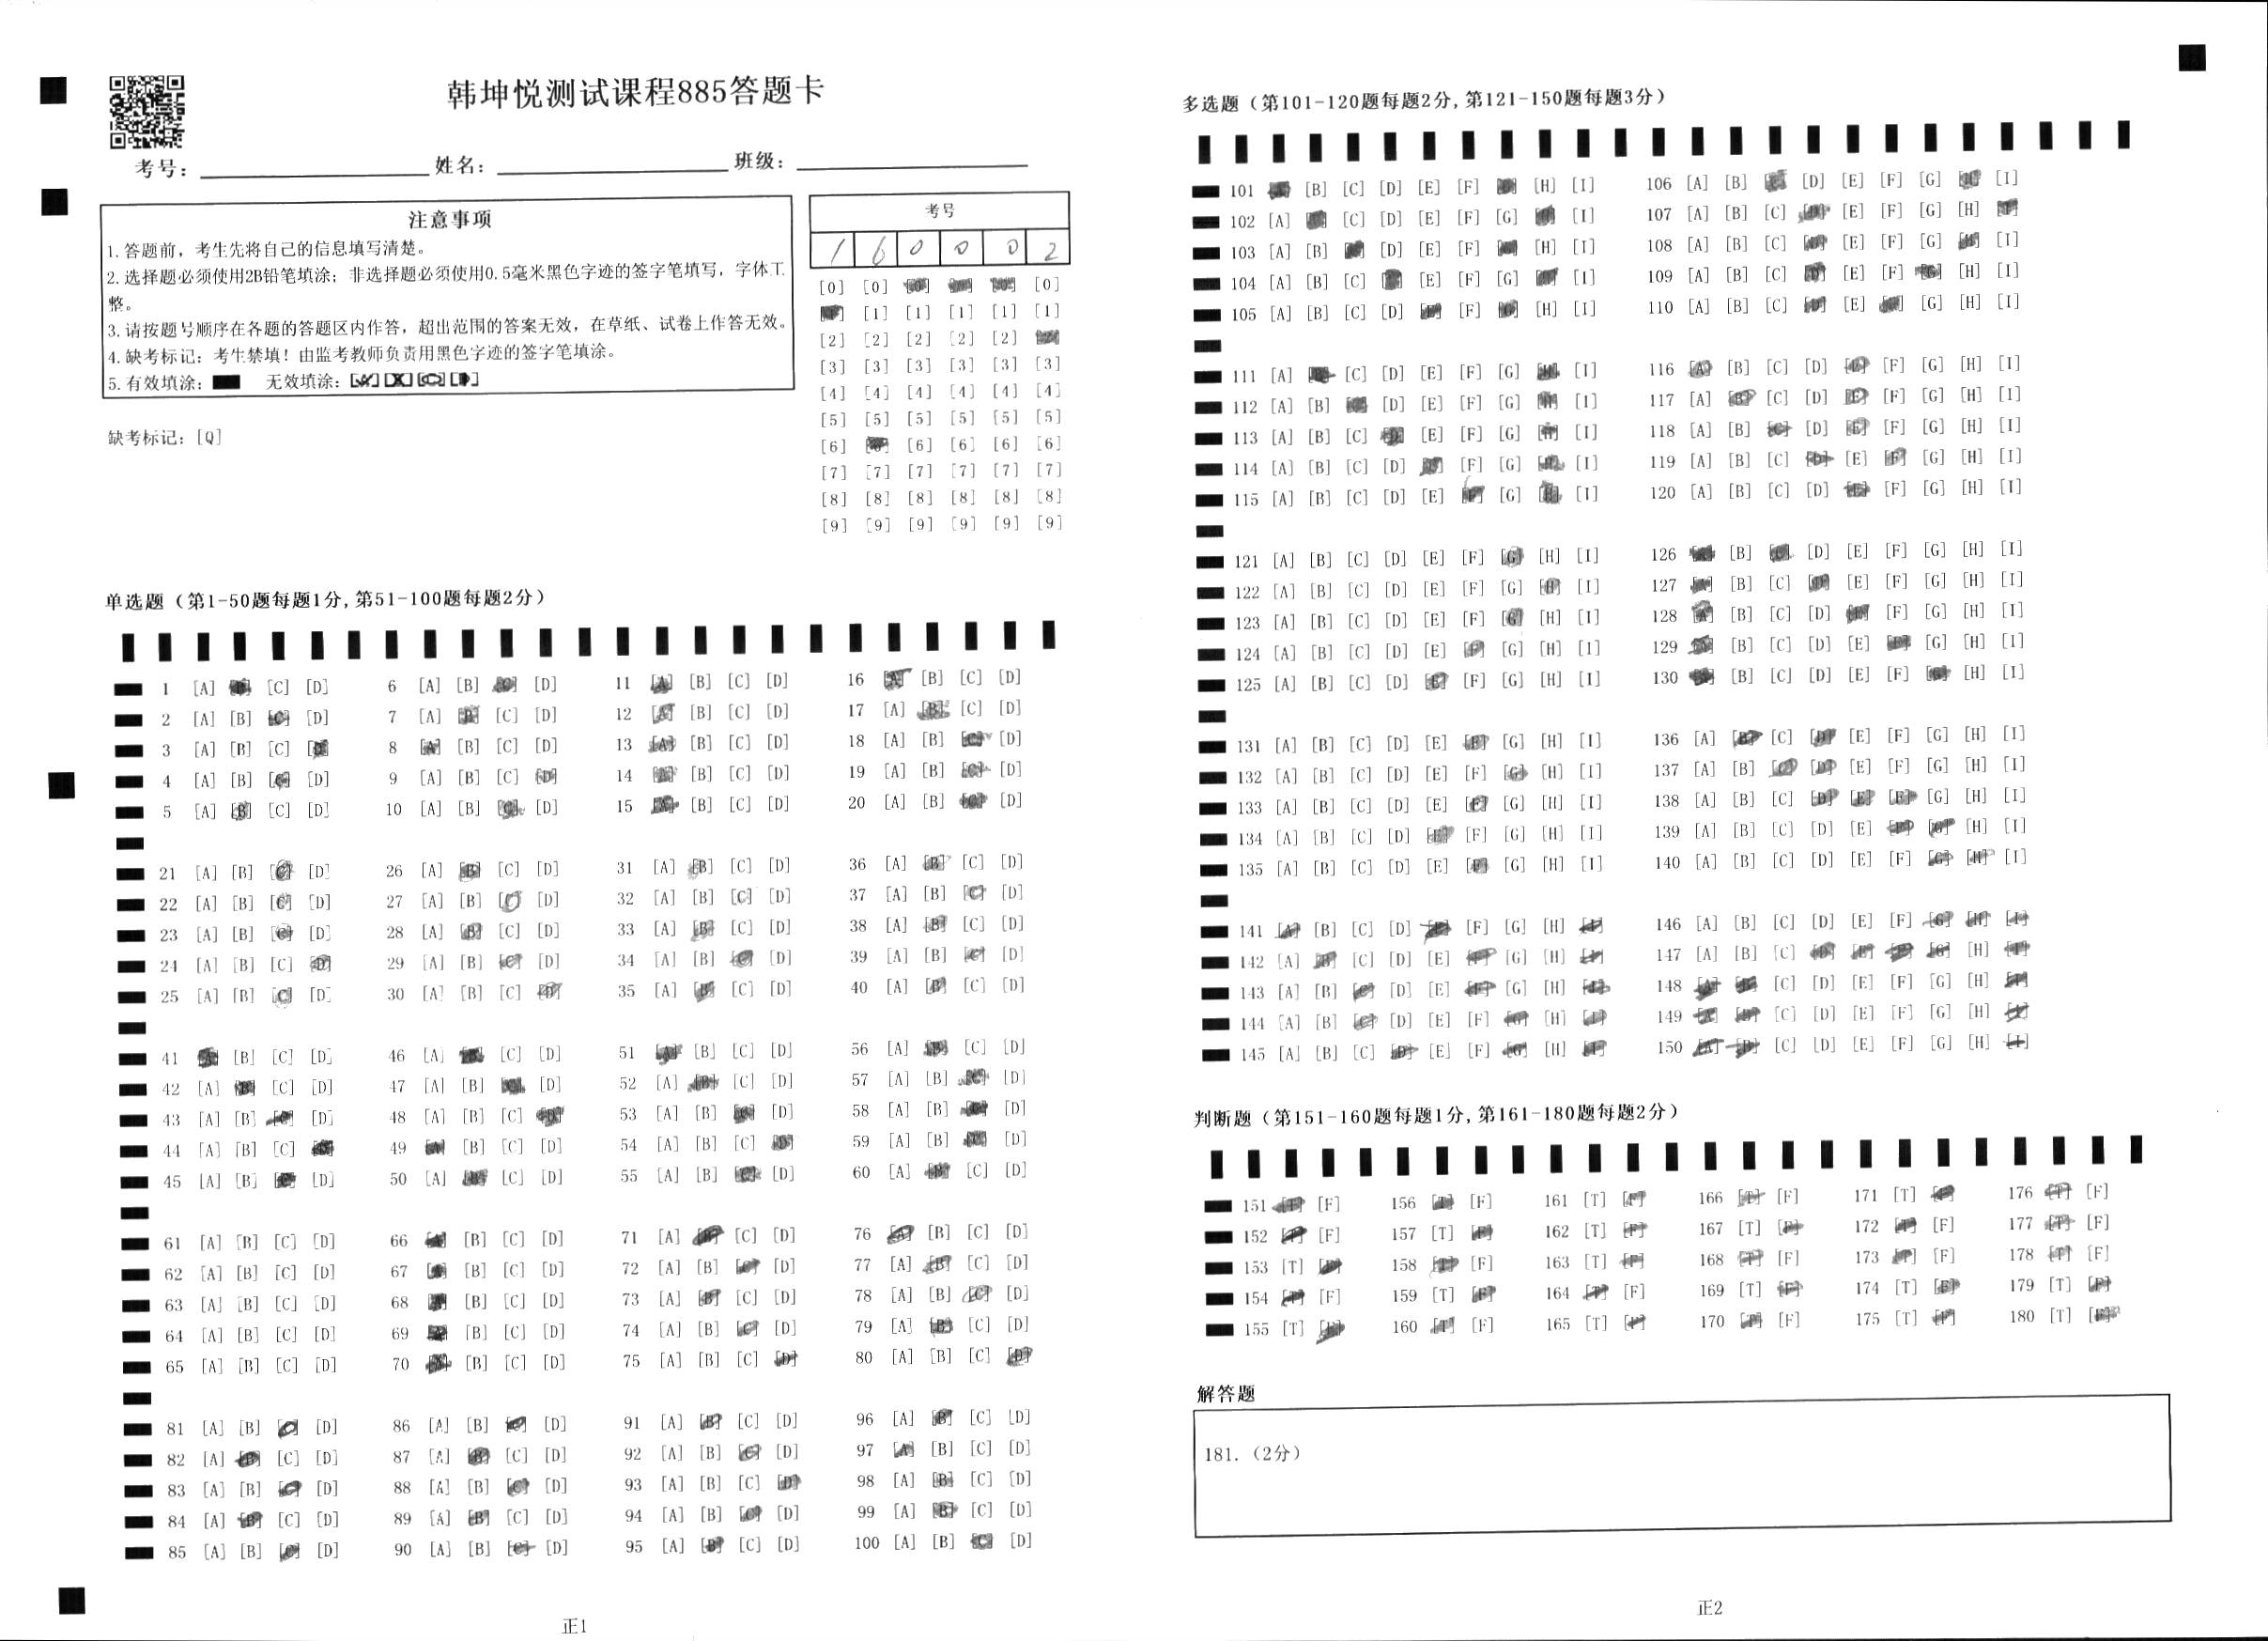 韩坤悦测试课程885答题卡
考号： 姓名： 班级：
注意事项
1.答题前，考生先将自己的信息填写清楚。
2.选择题必须使用2B铅笔填涂；非选择题必须使用0.5毫米黑色字迹的签字笔填写，字体工
整。
3.请按题号顺序在各题的答题区内作答，超出范围的答案无效，在草纸、试卷上作答无效。
4.缺考标记：考生禁填！由监考教师负责用黑色字迹的签字笔填涂。
5.有效填涂： 无效填涂：
缺考标记：[Q]
考号
1 6 0 0 0 2
[0] [0] [0]
[1] [1] [1] [1] [1]
[2] [2] [2] [2] [2]
[3] [3] [3] [3] [3] [3]
[4] [4] [4] [4] [4] [4]
[5] [5] [5] [5] [5] [5]
[6] [6] [6] [6] [6]
[7] [7] [7] [7] [7] [7]
[8] [8] [8] [8] [8] [8]
[9] [9] [9] [9] [9] [9]
单选题（第1-50题每题1分,第51-100题每题2分）
1 [A] [C] [D] 6 [A] [B] [D] 11 [B] [C] [D] 16 [B] [C] [D]
2 [A] [B] [D] 7 [A] [C] [D] 12 [B] [C] [D] 17 [A] [C] [D]
3 [A] [B] [C] 8 [B] [C] [D] 13 [B] [C] [D] 18 [A] [B] [D]
4 [A] [B] [D] 9 [A] [B] [C] 14 [B] [C] [D] 19 [A] [B] [D]
5 [A] [C] [D] 10 [A] [B] [D] 15 [B] [C] [D] 20 [A] [B] [D]
21 [A] [B] [D] 26 [A] [C] [D] 31 [A] [C] [D] 36 [A] [C] [D]
22 [A] [B] [D] 27 [A] [B] [D] 32 [A] [B] [D] 37 [A] [B] [D]
23 [A] [B] [D] 28 [A] [C] [D] 33 [A] [C] [D] 38 [A] [C] [D]
24 [A] [B] [C] 29 [A] [B] [D] 34 [A] [B] [D] 39 [A] [B] [D]
25 [A] [B] [D] 30 [A] [B] [C] 35 [A] [C] [D] 40 [A] [C] [D]
41 [B] [C] [D] 46 [A] [C] [D] 51 [B] [C] [D] 56 [A] [C] [D]
42 [A] [C] [D] 47 [A] [B] [D] 52 [A] [C] [D] 57 [A] [B] [D]
43 [A] [B] [D] 48 [A] [B] [C] 53 [A] [B] [D] 58 [A] [B] [D]
44 [A] [B] [C] 49 [B] [C] [D] 54 [A] [B] [C] 59 [A] [B] [D]
45 [A] [B] [D] 50 [A] [C] [D] 55 [A] [B] [D] 60 [A] [C] [D]
61 [A] [B] [C] [D] 66 [B] [C] [D] 71 [A] [C] [D] 76 [B] [C] [D]
62 [A] [B] [C] [D] 67 [B] [C] [D] 72 [A] [B] [D] 77 [A] [C] [D]
63 [A] [B] [C] [D] 68 [B] [C] [D] 73 [A] [C] [D] 78 [A] [B] [D]
64 [A] [B] [C] [D] 69 [B] [C] [D] 74 [A] [B] [D] 79 [A] [C] [D]
65 [A] [B] [C] [D] 70 [B] [C] [D] 75 [A] [B] [C] 80 [A] [B] [C]
81 [A] [B] [D] 86 [A] [B] [D] 91 [A] [C] [D] 96 [A] [C] [D]
82 [A] [C] [D] 87 [A] [C] [D] 92 [A] [B] [D] 97 [B] [C] [D]
83 [A] [B] [D] 88 [A] [B] [D] 93 [A] [B] [C] 98 [A] [C] [D]
84 [A] [C] [D] 89 [A] [C] [D] 94 [A] [B] [D] 99 [A] [C] [D]
85 [A] [B] [D] 90 [A] [B] [D] 95 [A] [C] [D] 100 [A] [B] [D]
正1
多选题（第101-120题每题2分,第121-150题每题3分）
101 [B] [C] [D] [E] [F] [H] [I] 106 [A] [B] [D] [E] [F] [G] [I]
102 [A] [C] [D] [E] [F] [G] [I] 107 [A] [B] [C] [E] [F] [G] [H]
103 [A] [B] [D] [E] [F] [H] [I] 108 [A] [B] [C] [E] [F] [G] [I]
104 [A] [B] [C] [E] [F] [G] [I] 109 [A] [B] [C] [E] [F] [H] [I]
105 [A] [B] [C] [D] [F] [H] [I] 110 [A] [B] [C] [E] [G] [H] [I]
111 [A] [C] [D] [E] [F] [G] [I] 116 [B] [C] [D] [F] [G] [H] [I]
112 [A] [B] [D] [E] [F] [G] [I] 117 [A] [C] [D] [F] [G] [H] [I]
113 [A] [B] [C] [E] [F] [G] [I] 118 [A] [B] [D] [F] [G] [H] [I]
114 [A] [B] [C] [D] [F] [G] [I] 119 [A] [B] [C] [E] [G] [H] [I]
115 [A] [B] [C] [D] [E] [G] [I] 120 [A] [B] [C] [D] [F] [G] [H] [I]
121 [A] [B] [C] [D] [E] [F] [H] [I] 126 [B] [D] [E] [F] [G] [H] [I]
122 [A] [B] [C] [D] [E] [F] [G] [I] 127 [B] [C] [E] [F] [G] [H] [I]
123 [A] [B] [C] [D] [E] [F] [H] [I] 128 [B] [C] [D] [F] [G] [H] [I]
124 [A] [B] [C] [D] [E] [G] [H] [I] 129 [B] [C] [D] [E] [G] [H] [I]
125 [A] [B] [C] [D] [F] [G] [H] [I] 130 [B] [C] [D] [E] [F] [H] [I]
131 [A] [B] [C] [D] [E] [G] [H] [I] 136 [A] [C] [E] [F] [G] [H] [I]
132 [A] [B] [C] [D] [E] [F] [H] [I] 137 [A] [B] [E] [F] [G] [H] [I]
133 [A] [B] [C] [D] [E] [G] [H] [I] 138 [A] [B] [C] [G] [H] [I]
134 [A] [B] [C] [D] [F] [G] [H] [I] 139 [A] [B] [C] [D] [E] [H] [I]
135 [A] [B] [C] [D] [E] [G] [H] [I] 140 [A] [B] [C] [D] [E] [F] [I]
141 [B] [C] [D] [F] [G] [H] 146 [A] [B] [C] [D] [E] [F]
142 [A] [C] [D] [E] [G] [H] 147 [A] [B] [C] [H]
143 [A] [B] [D] [E] [G] [H] 148 [C] [D] [E] [F] [G] [H]
144 [A] [B] [D] [E] [F] [H] 149 [C] [D] [E] [F] [G] [H]
145 [A] [B] [C] [E] [F] [H] 150 [C] [D] [E] [F] [G] [H]
判断题（第151-160题每题1分,第161-180题每题2分）
151 [F] 156 [F] 161 [T] 166 [F] 171 [T] 176 [F]
152 [F] 157 [T] 162 [T] 167 [T] 172 [F] 177 [F]
153 [T] 158 [F] 163 [T] 168 [F] 173 [F] 178 [F]
154 [F] 159 [T] 164 [F] 169 [T] 174 [T] 179 [T]
155 [T] 160 [F] 165 [T] 170 [F] 175 [T] 180 [T]
解答题
181.（2分）
正2